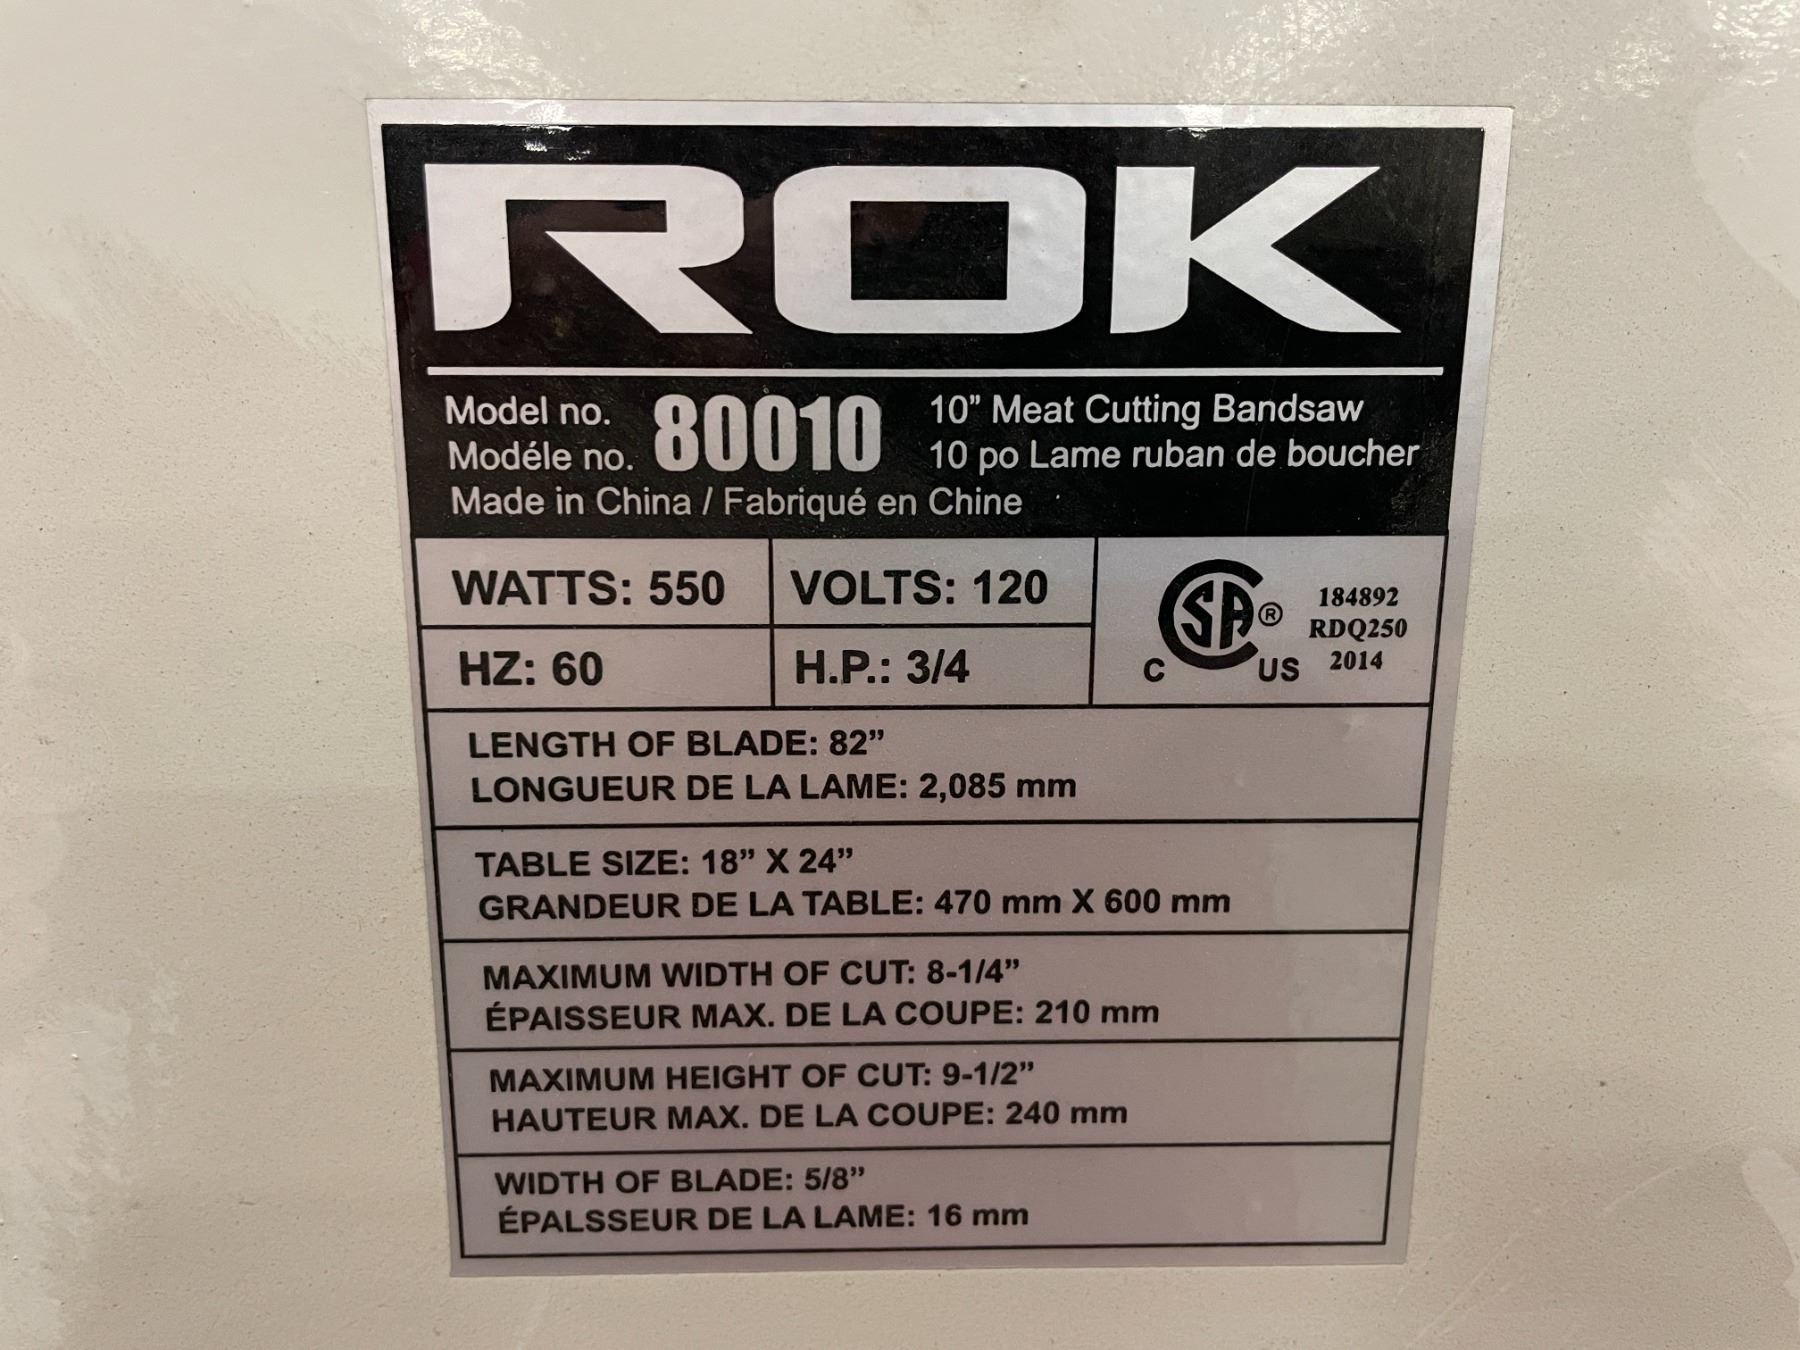 ROK
Model no. 80010 10” Meat Cutting Bandsaw
Modéle no. 10 po Lame ruban de boucher
Made in China / Fabriqué en Chine
WATTS: 550 VOLTS: 120
HZ: 60 H.P.: 3/4
CSA® C US
184892
RDQ250
2014
LENGTH OF BLADE: 82”
LONGUEUR DE LA LAME: 2,085 mm
TABLE SIZE: 18” X 24”
GRANDEUR DE LA TABLE: 470 mm X 600 mm
MAXIMUM WIDTH OF CUT: 8-1/4”
ÉPAISSEUR MAX. DE LA COUPE: 210 mm
MAXIMUM HEIGHT OF CUT: 9-1/2”
HAUTEUR MAX. DE LA COUPE: 240 mm
WIDTH OF BLADE: 5/8”
ÉPALSSEUR DE LA LAME: 16 mm